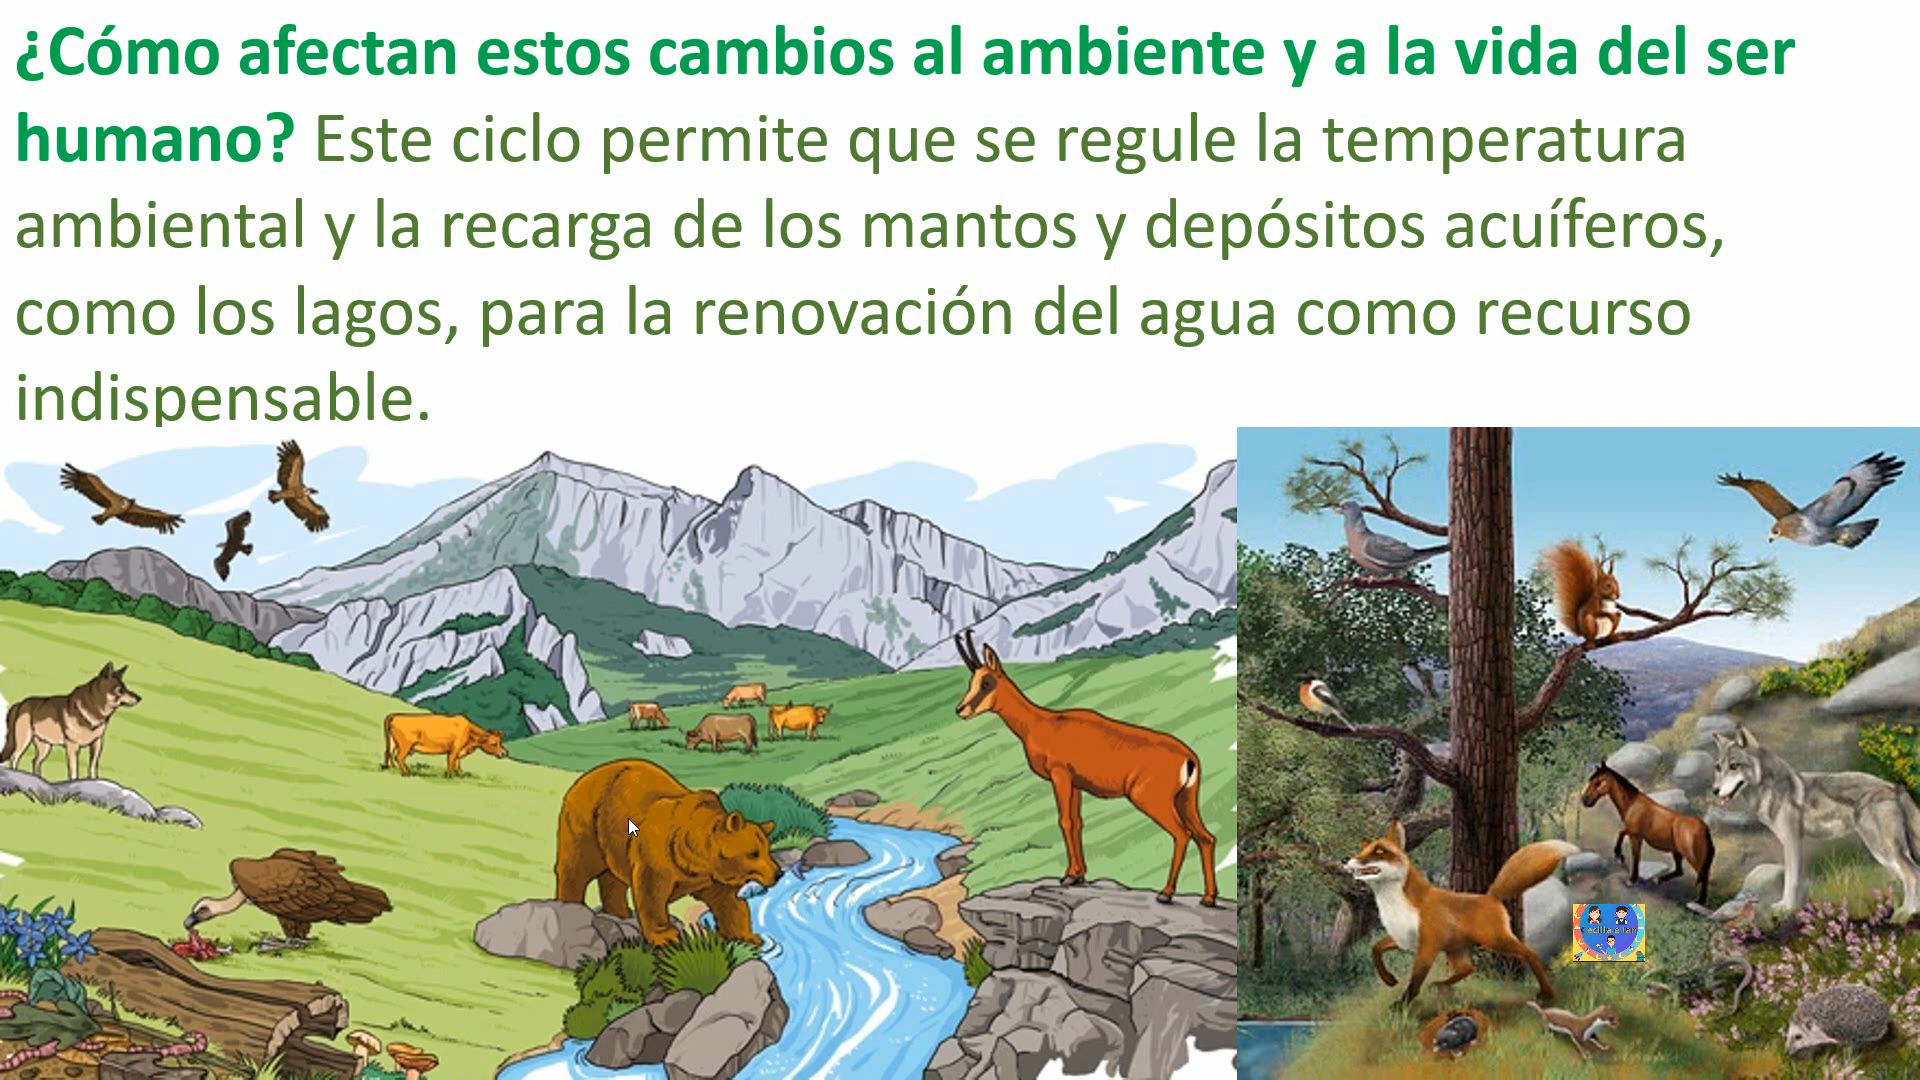 ¿Cómo afectan estos cambios al ambiente y a la vida del ser
humano? Este ciclo permite que se regule la temperatura
ambiental y la recarga de los mantos y depósitos acuíferos,
como los lagos, para la renovación del agua como recurso
indispensable.